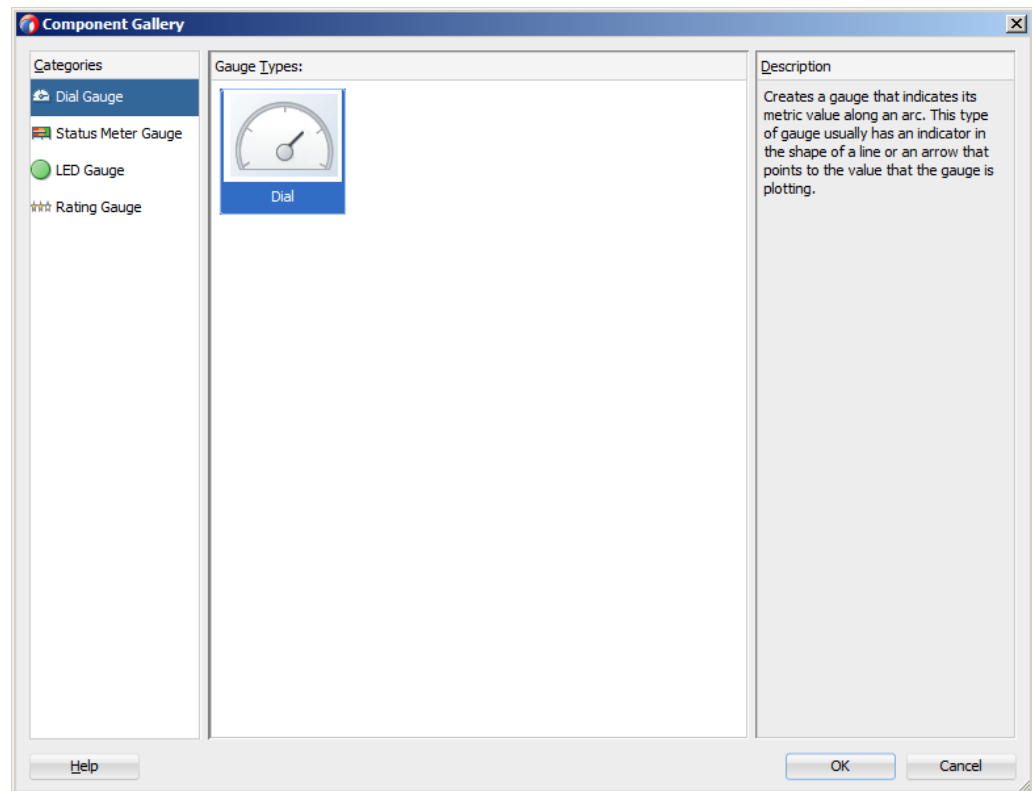 Component Gallery
Categories
Dial Gauge
Status Meter Gauge
LED Gauge
Rating Gauge
Gauge Types:
Dial
Description
Creates a gauge that indicates its
metric value along an arc. This type
of gauge usually has an indicator in
the shape of a line or an arrow that
points to the value that the gauge is
plotting.
Help
OK
Cancel